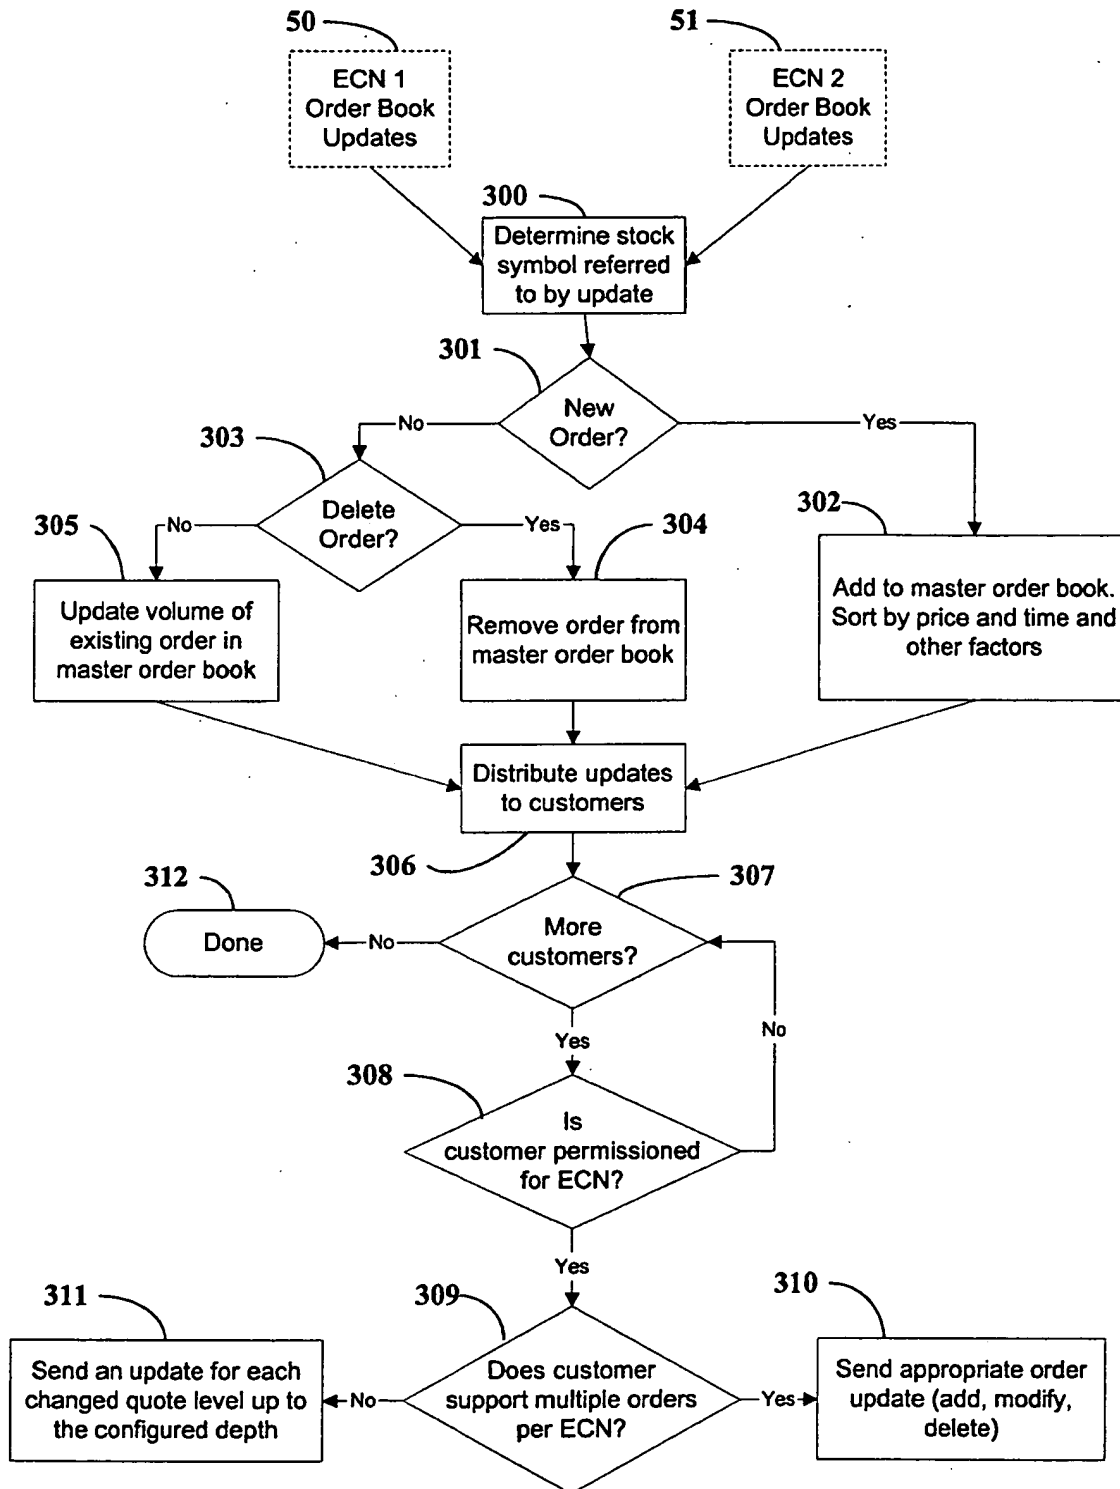 50
51
ECN 1
Order Book
Updates
ECN 2
Order Book
Updates
300
Determine stock
symbol referred
to by update
301
New
Order?
No
Yes
303
Delete
Order?
No
Yes
305
304
302
Update volume of
existing order in
master order book
Remove order from
master order book
Add to master order book.
Sort by price and time and
other factors
Distribute updates
to customers
306
307
312
More
customers?
No
Done
Yes
No
308
Is
customer permissioned
for ECN?
Yes
311
309
310
Send an update for each
changed quote level up to
the configured depth
No
Does customer
support multiple orders
per ECN?
Yes
Send appropriate order
update (add, modify,
delete)